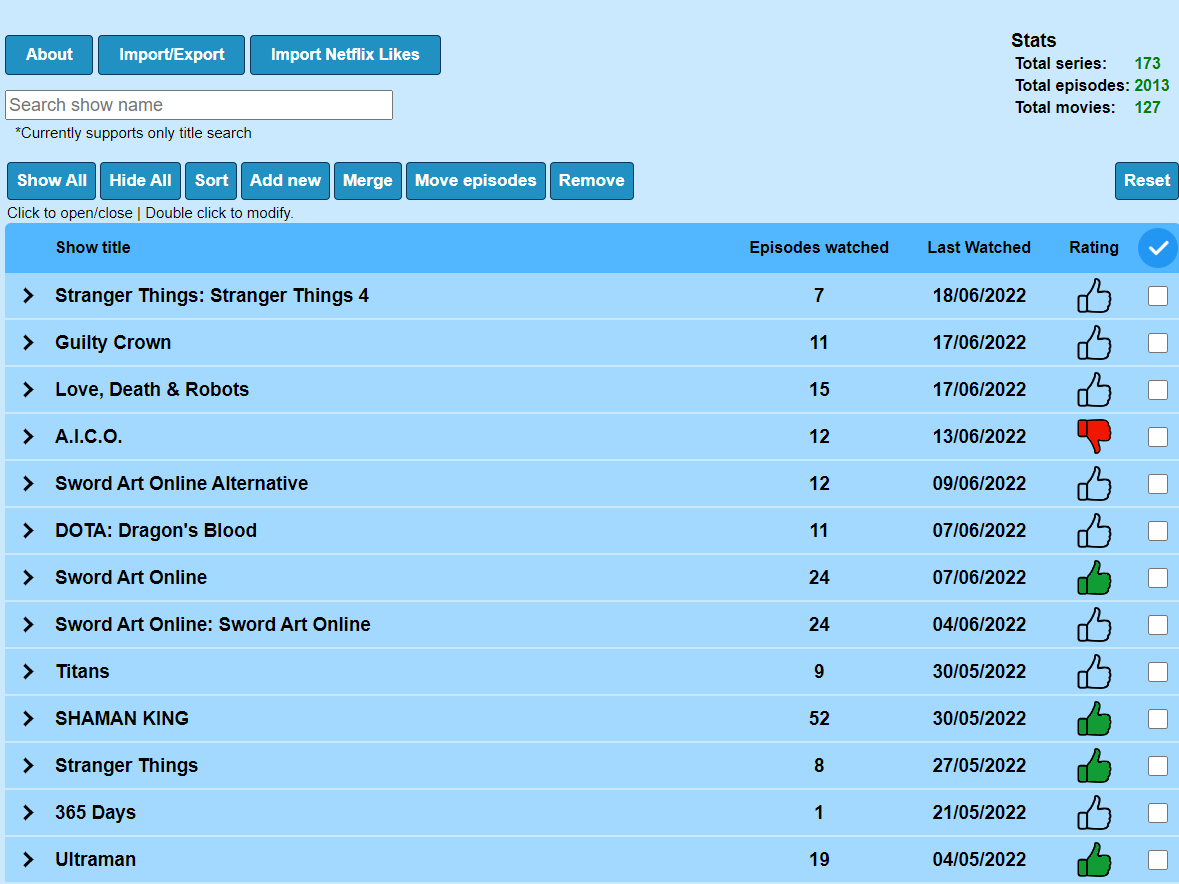 About Import/Export Import Netflix Likes
Stats
Total series: 173
Total episodes: 2013
Total movies: 127
Search show name
*Currently supports only title search
Show All Hide All Sort Add new Merge Move episodes Remove Reset
Click to open/close | Double click to modify.
Show title Episodes watched Last Watched Rating
Stranger Things: Stranger Things 4 7 18/06/2022
Guilty Crown 11 17/06/2022
Love, Death & Robots 15 17/06/2022
A.I.C.O. 12 13/06/2022
Sword Art Online Alternative 12 09/06/2022
DOTA: Dragon's Blood 11 07/06/2022
Sword Art Online 24 07/06/2022
Sword Art Online: Sword Art Online 24 04/06/2022
Titans 9 30/05/2022
SHAMAN KING 52 30/05/2022
Stranger Things 8 27/05/2022
365 Days 1 21/05/2022
Ultraman 19 04/05/2022